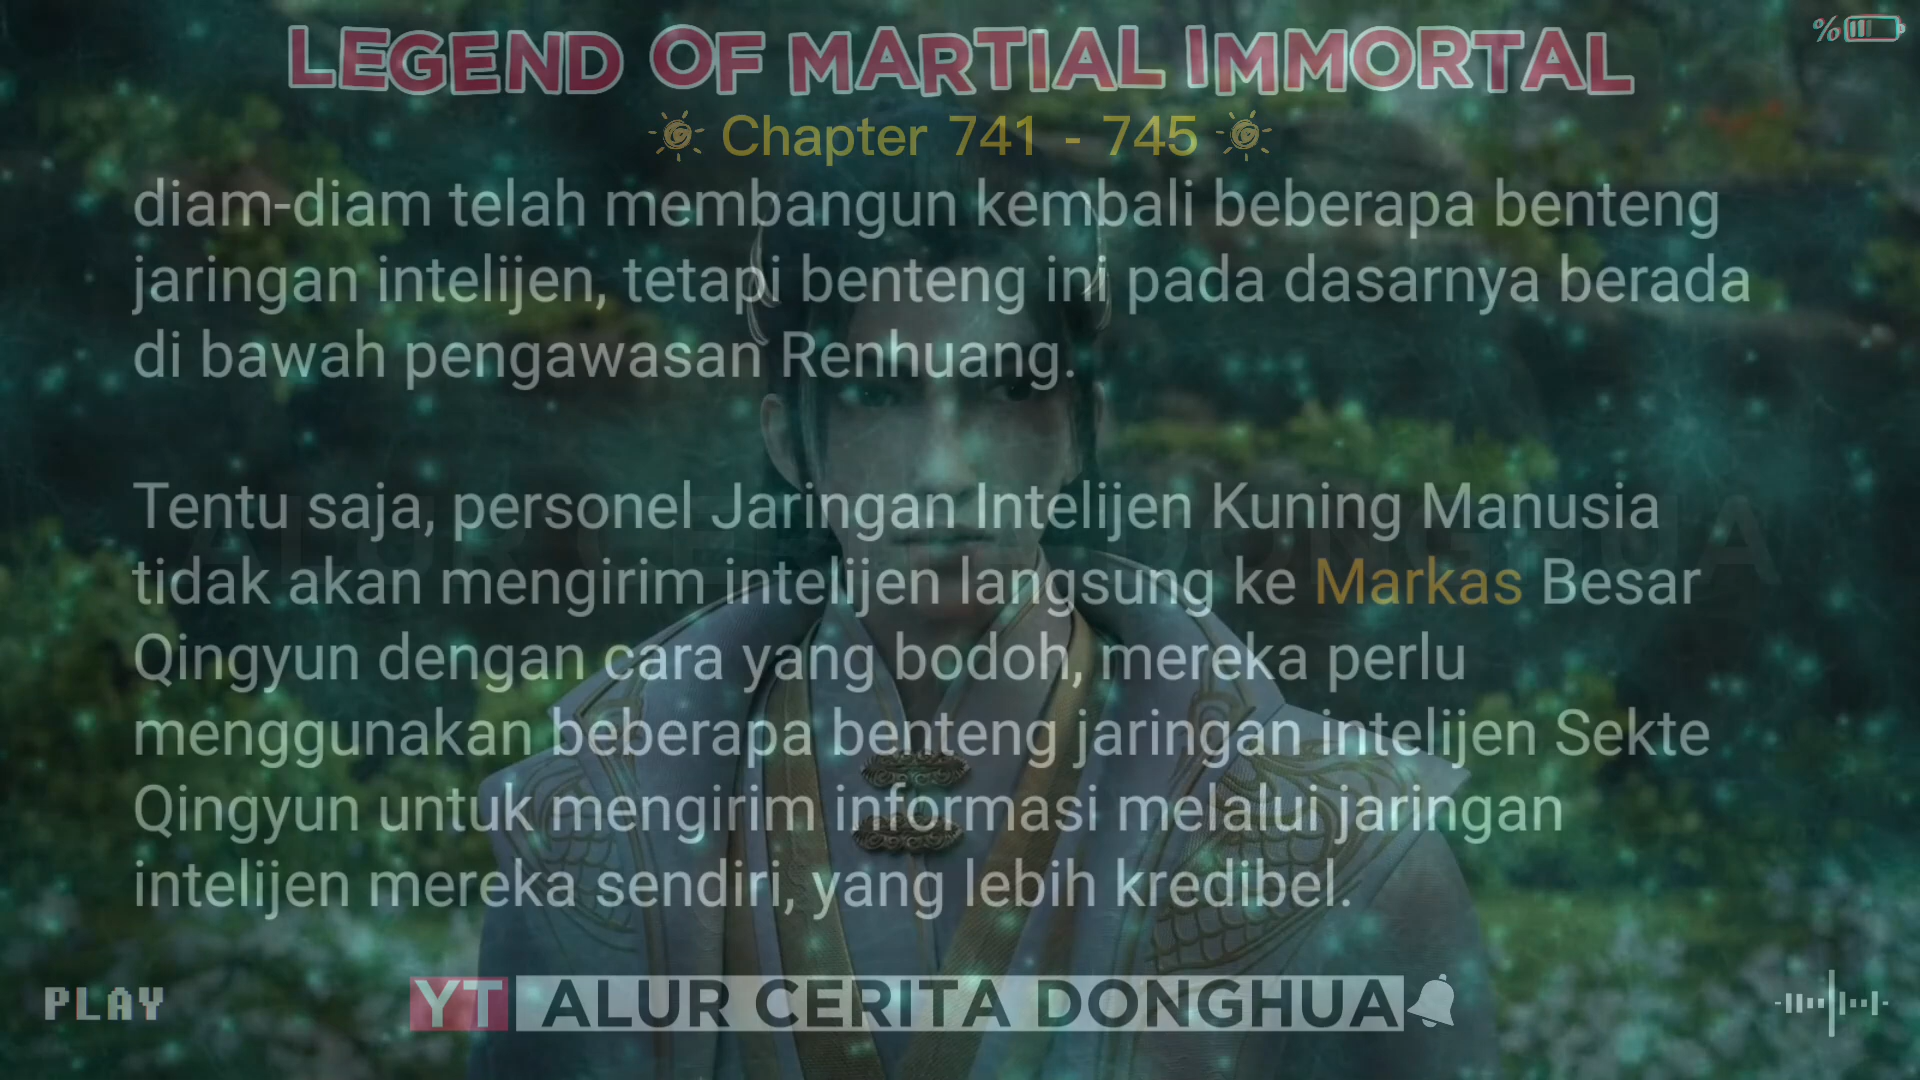 LEGEND OF MARTIAL IMMORTAL
%
Chapter 741 - 745
diam-diam telah membangun kembali beberapa benteng
jaringan intelijen, tetapi benteng ini pada dasarnya berada
di bawah pengawasan Renhuang.
Tentu saja, personel Jaringan Intelijen Kuning Manusia
tidak akan mengirim intelijen langsung ke Markas Besar
Qingyun dengan cara yang bodoh, mereka perlu
menggunakan beberapa benteng jaringan intelijen Sekte
Qingyun untuk mengirim informasi melalui jaringan
intelijen mereka sendiri, yang lebih kredibel.
ALUR CERITA DONGHUA
PLAY
YT ALUR CERITA DONGHUA